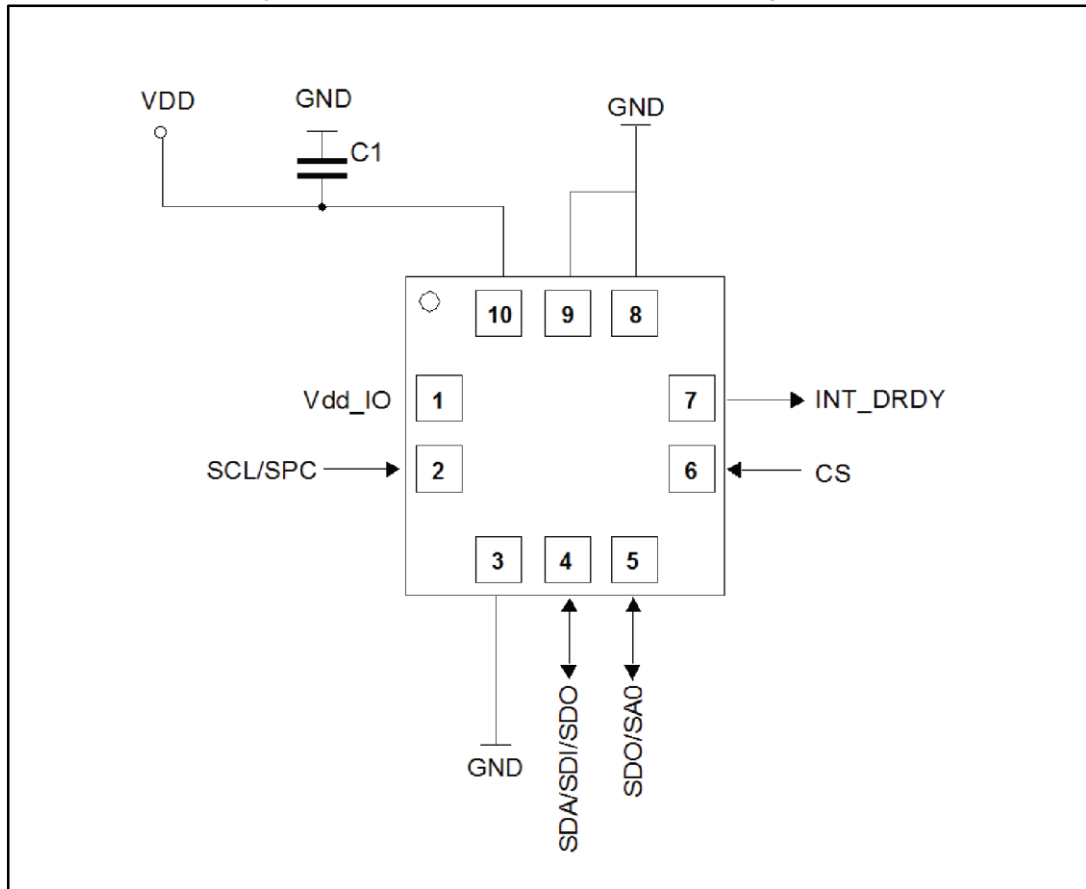 VDD
GND
C1
GND
10
9
8
Vdd_IO
1
7
INT_DRDY
SCL/SPC
2
6
CS
3
4
5
GND
SDA/SDI/SDO
SDO/SA0